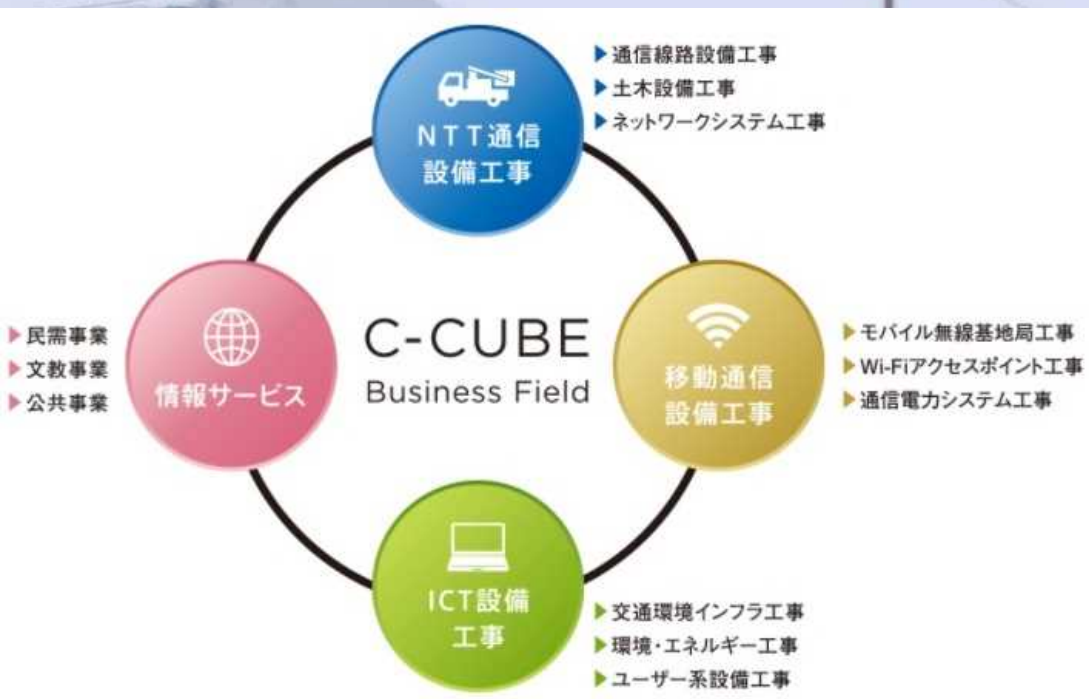 NTT通信
設備工事
▶通信線路設備工事
▶土木設備工事
▶ネットワークシステム工事
C-CUBE
Business Field
移動通信
設備工事
▶モバイル無線基地局工事
▶Wi-Fiアクセスポイント工事
▶通信電力システム工事
ICT設備
工事
▶交通環境インフラ工事
▶環境・エネルギー工事
▶ユーザー系設備工事
情報サービス
▶民需事業
▶文教事業
▶公共事業